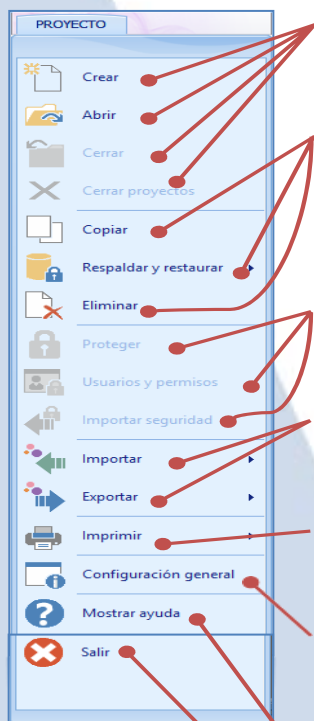 PROYECTO
Crear
Abrir
Cerrar
Cerrar proyectos
Copiar
Respaldar y restaurar
Eliminar
Proteger
Usuarios y permisos
Importar seguridad
Importar
Exportar
Imprimir
Configuración general
Mostrar ayuda
Salir